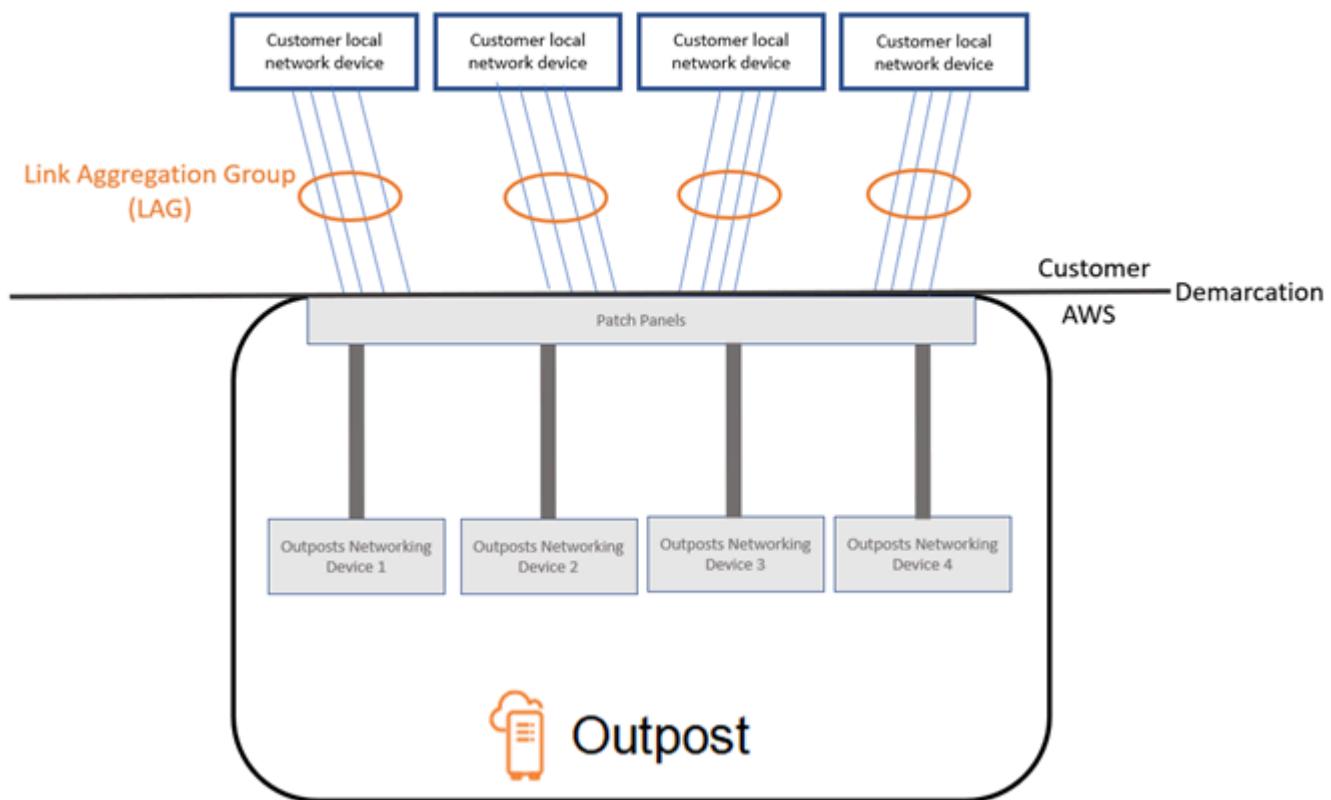 Customer local
network device
Customer local
network device
Customer local
network device
Customer local
network device
Link Aggregation Group
(LAG)
Customer
Demarcation
AWS
Patch Panels
Outposts Networking
Device 1
Outposts Networking
Device 2
Outposts Networking
Device 3
Outposts Networking
Device 4
Outpost